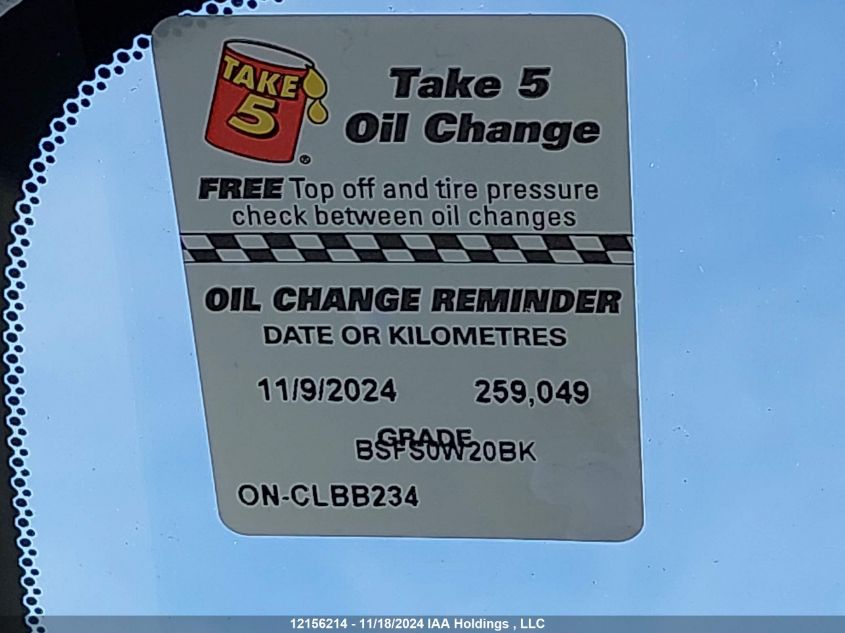 TAKE
5
®
Take 5
Oil Change
FREE Top off and tire pressure
check between oil changes
OIL CHANGE REMINDER
DATE OR KILOMETRES
11/9/2024 259,049
GRADE
BSFS0W20BK
ON-CLBB234
12156214 - 11/18/2024 IAA Holdings , LLC